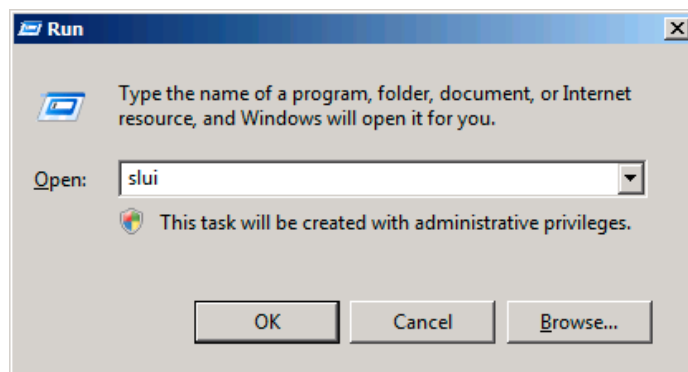 Run
Type the name of a program, folder, document, or Internet
resource, and Windows will open it for you.
Open: slui
This task will be created with administrative privileges.
OK Cancel Browse...